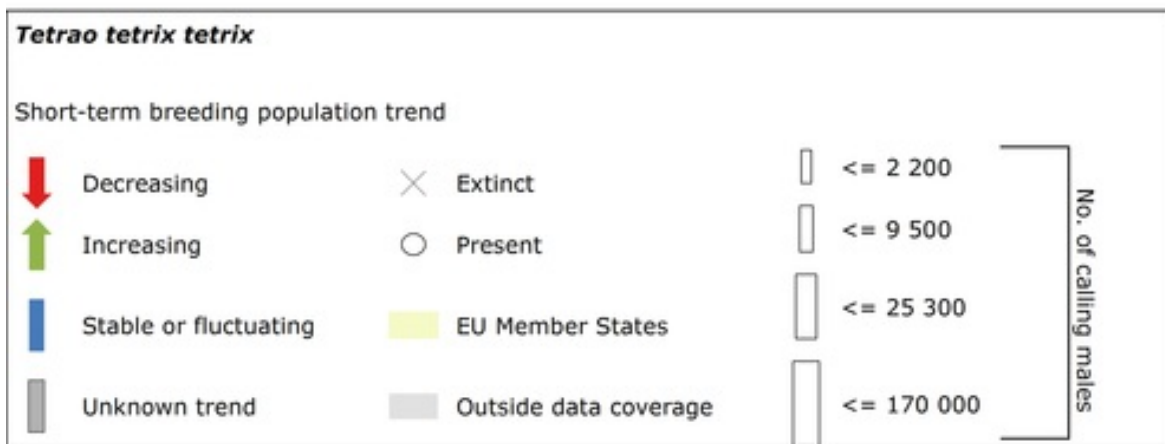 Tetrao tetrix tetrix
Short-term breeding population trend
Decreasing
Increasing
Stable or fluctuating
Unknown trend
Extinct
Present
EU Member States
Outside data coverage
<= 2 200
<= 9 500
<= 25 300
<= 170 000
No. of calling males